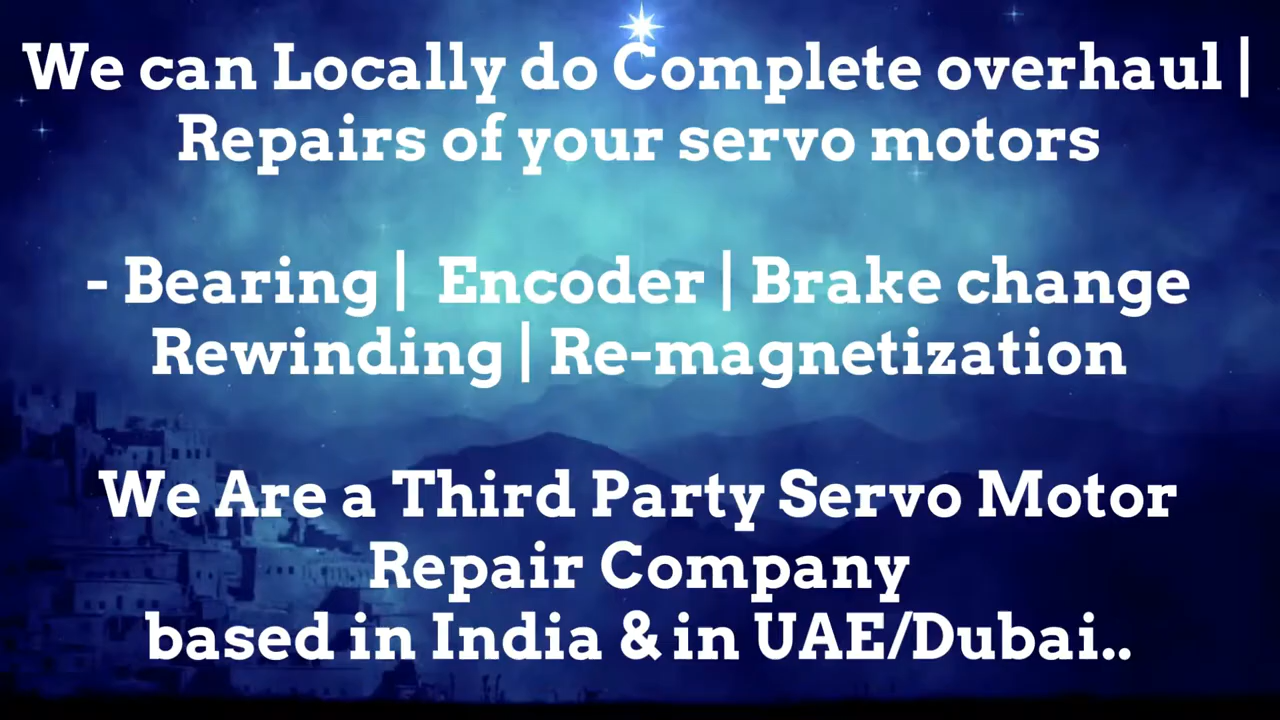 We can Locally do Complete overhaul |
Repairs of your servo motors
- Bearing | Encoder | Brake change
Rewinding | Re-magnetization
We Are a Third Party Servo Motor
Repair Company
based in India & in UAE/Dubai..